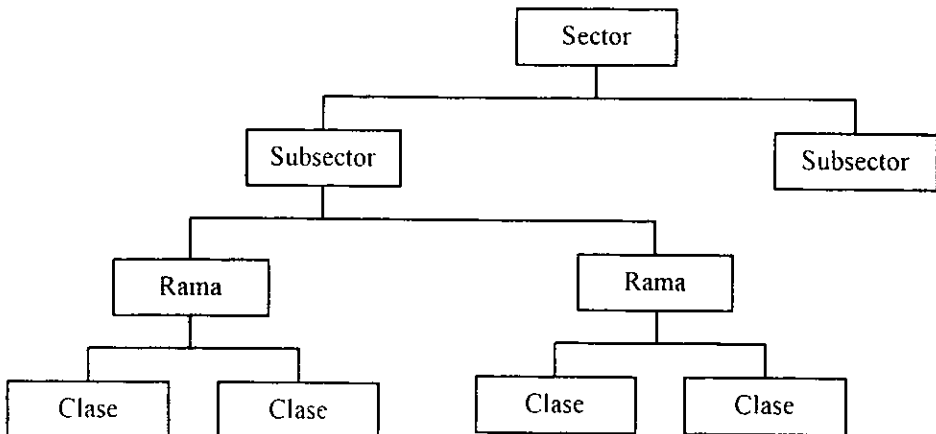 Sector
Subsector
Subsector
Rama
Rama
Clase
Clase
Clase
Clase